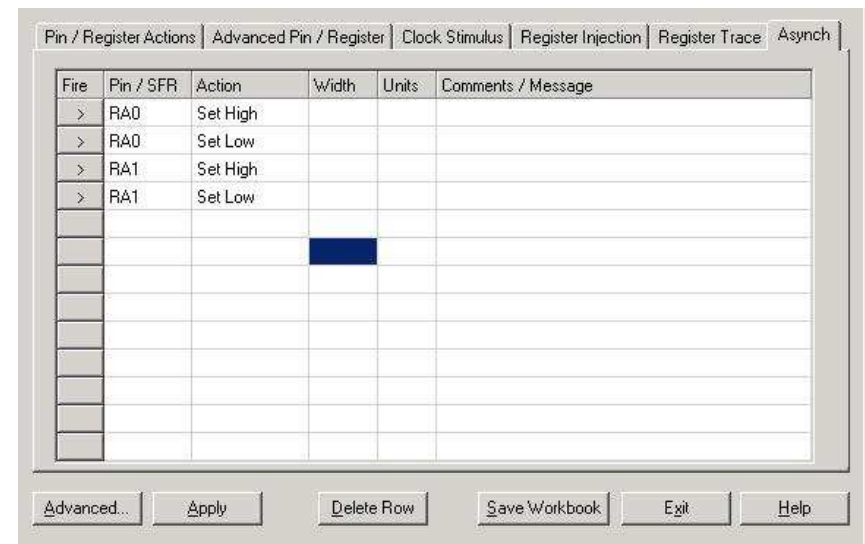 Pin / Register Actions Advanced Pin / Register Clock Stimulus Register Injection Register Trace Asynch
Fire Pin / SFR Action Width Units Comments / Message
> RA0 Set High
> RA0 Set Low
> RA1 Set High
> RA1 Set Low
Advanced... Apply Delete Row Save Workbook Exit Help